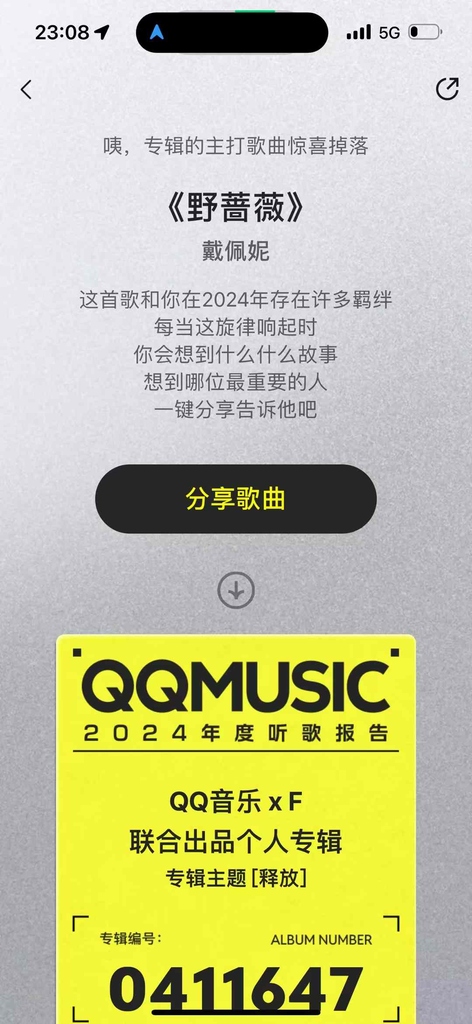 23:08
5G
咦，专辑的主打歌曲惊喜掉落
《野蔷薇》
戴佩妮
这首歌和你在2024年存在许多羁绊
每当这旋律响起时
你会想到什么什么故事
想到哪位最重要的人
一键分享告诉他吧
分享歌曲
QQMUSIC
2024年度听歌报告
QQ音乐 x F
联合出品个人专辑
专辑主题 [释放]
专辑编号：
ALBUM NUMBER
0411647